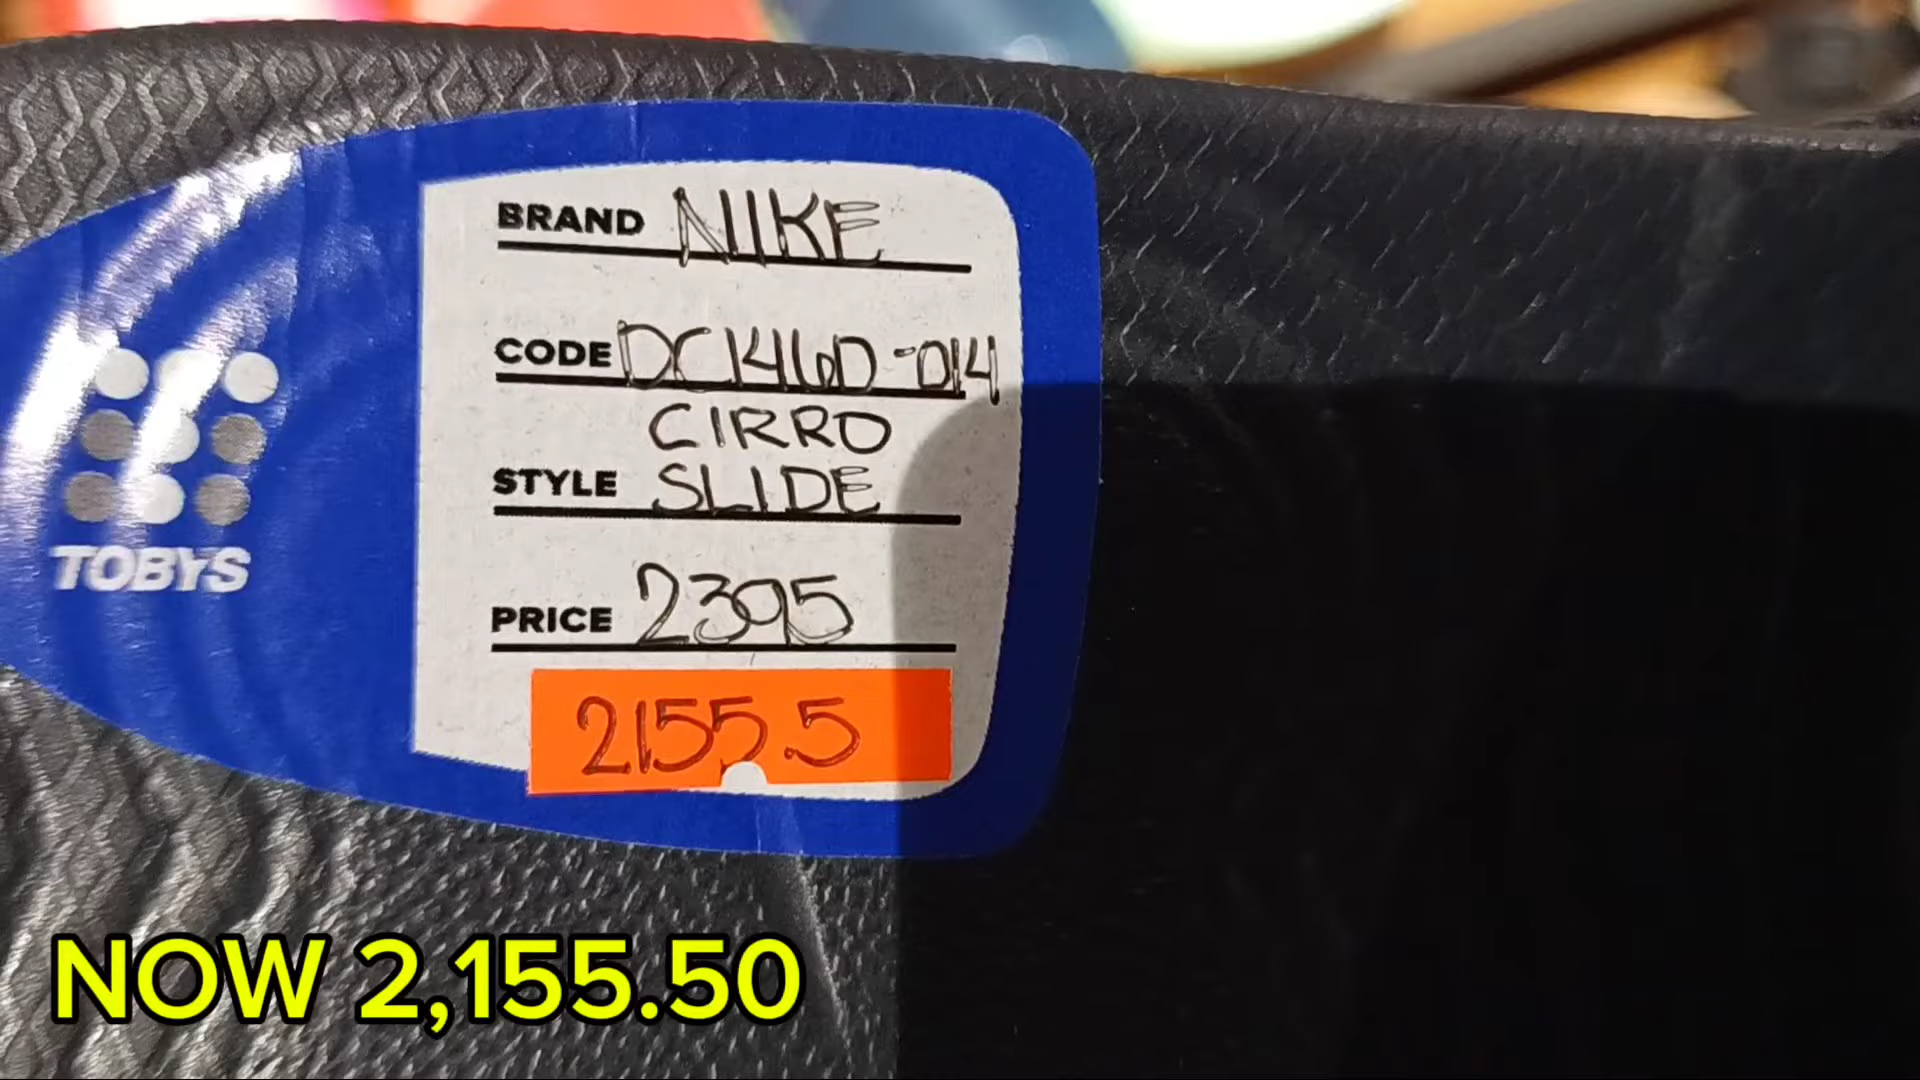 BRAND NIKE
CODE DC1460-014
CIRRO
STYLE SLIDE
PRICE 2395
2155.5
TOBYS
NOW 2,155.50